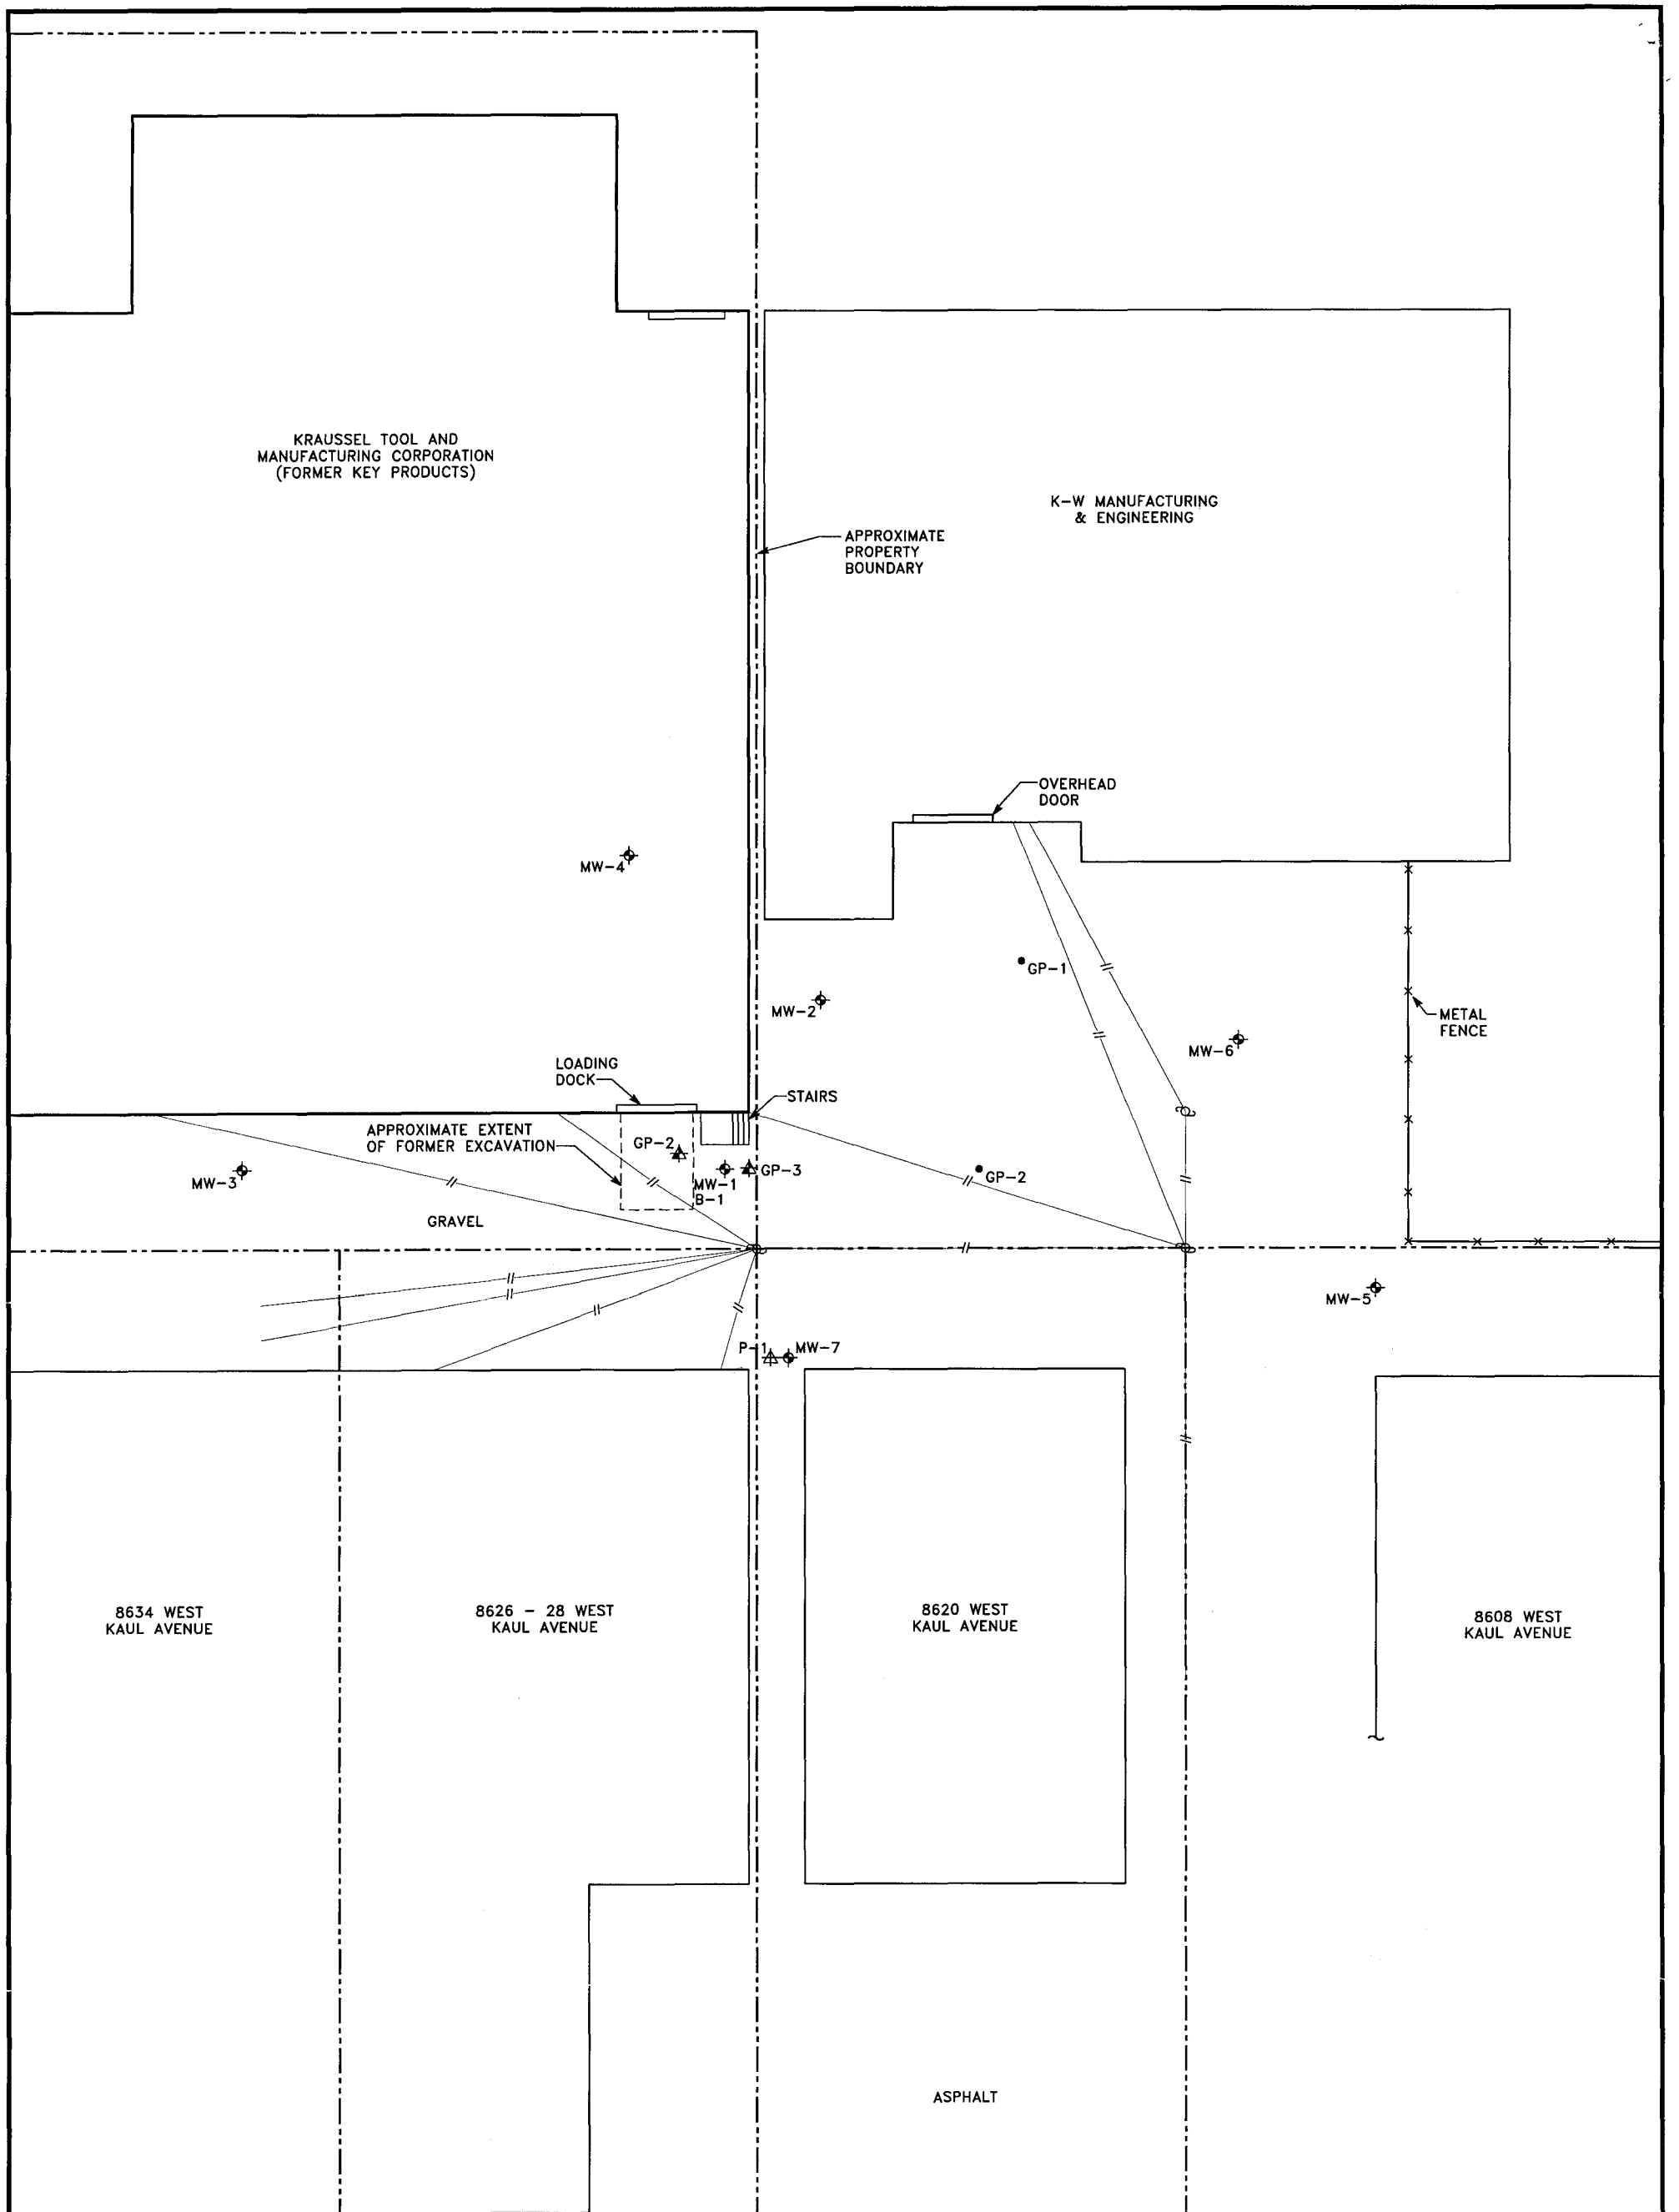 KRAUSSEL TOOL AND
MANUFACTURING CORPORATION
(FORMER KEY PRODUCTS)
K-W MANUFACTURING
& ENGINEERING
APPROXIMATE
PROPERTY
BOUNDARY
OVERHEAD
DOOR
MW-4
GP-1
MW-2
METAL
FENCE
MW-6
LOADING
DOCK
STAIRS
APPROXIMATE EXTENT
OF FORMER EXCAVATION
GP-2
GP-3
GP-2
MW-3
MW-1
B-1
GRAVEL
MW-5
P-1
MW-7
8634 WEST
KAUL AVENUE
8626 - 28 WEST
KAUL AVENUE
8620 WEST
KAUL AVENUE
8608 WEST
KAUL AVENUE
ASPHALT